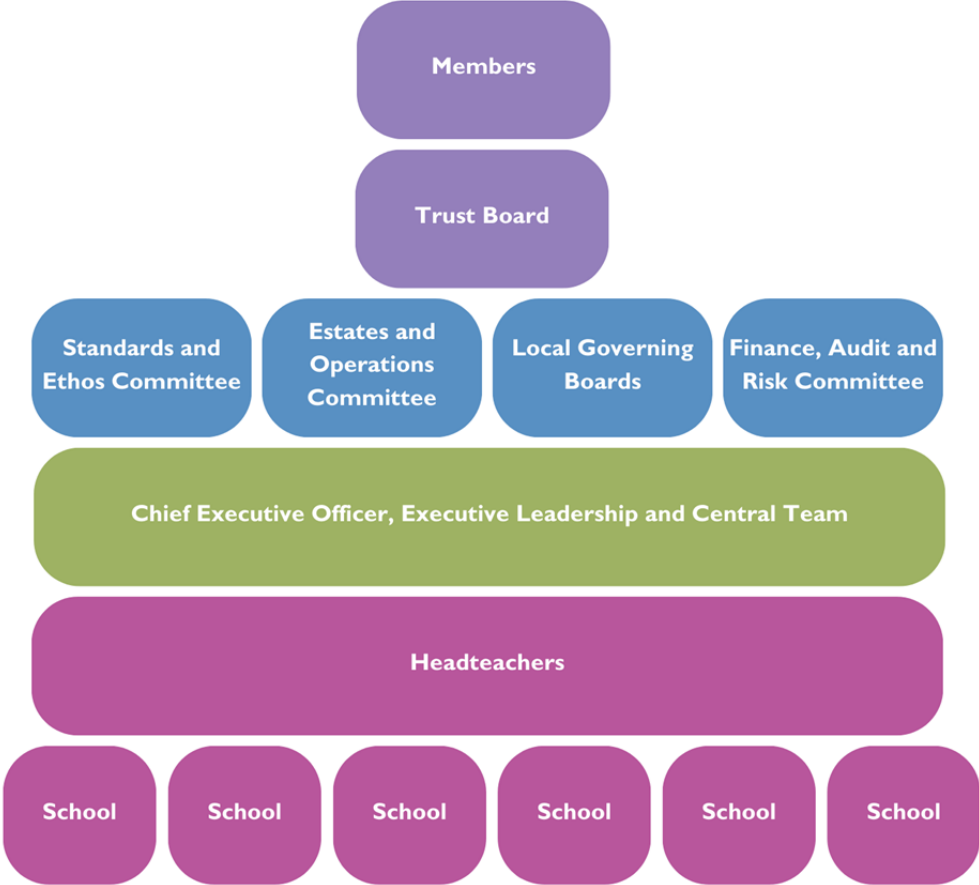 Members
Trust Board
Standards and
Ethos Committee
Estates and
Operations
Committee
Local Governing
Boards
Finance, Audit and
Risk Committee
Chief Executive Officer, Executive Leadership and Central Team
Headteachers
School
School
School
School
School
School